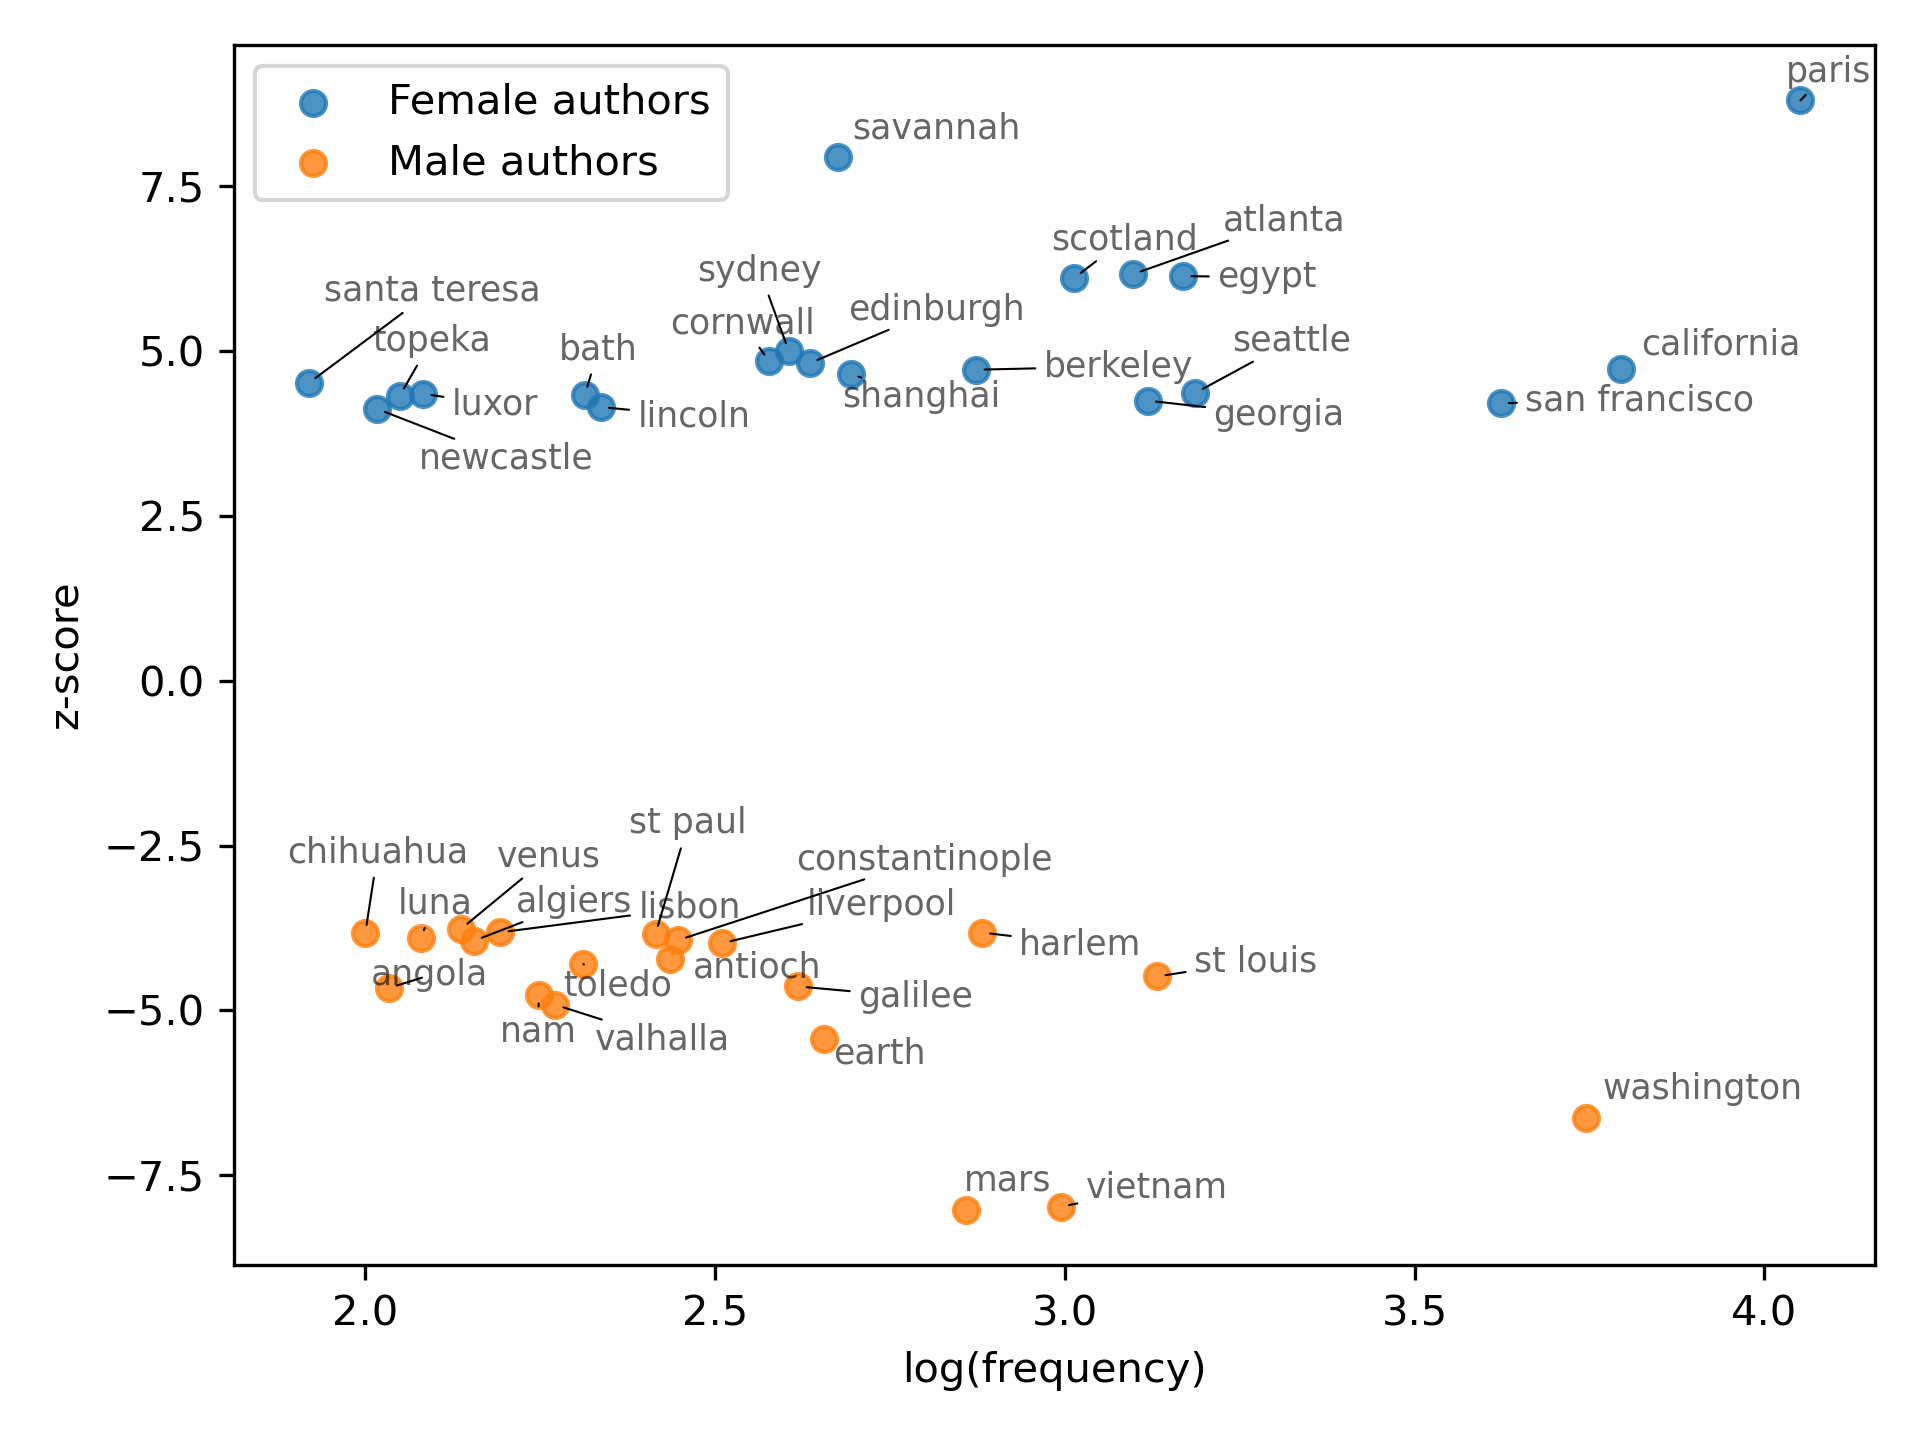 Female authors
Male authors
paris
savannah
atlanta
scotland
egypt
sydney
santa teresa
edinburgh
cornwall
topeka
bath
seattle
california
berkeley
shanghai
luxor
lincoln
georgia
san francisco
newcastle
st paul
chihuahua
venus
constantinople
luna
algiers
lisbon
liverpool
harlem
st louis
angola
toledo
antioch
galilee
nam
valhalla
earth
washington
mars
vietnam
7.5
5.0
2.5
0.0
−2.5
−5.0
−7.5
z-score
2.0
2.5
3.0
3.5
4.0
log(frequency)